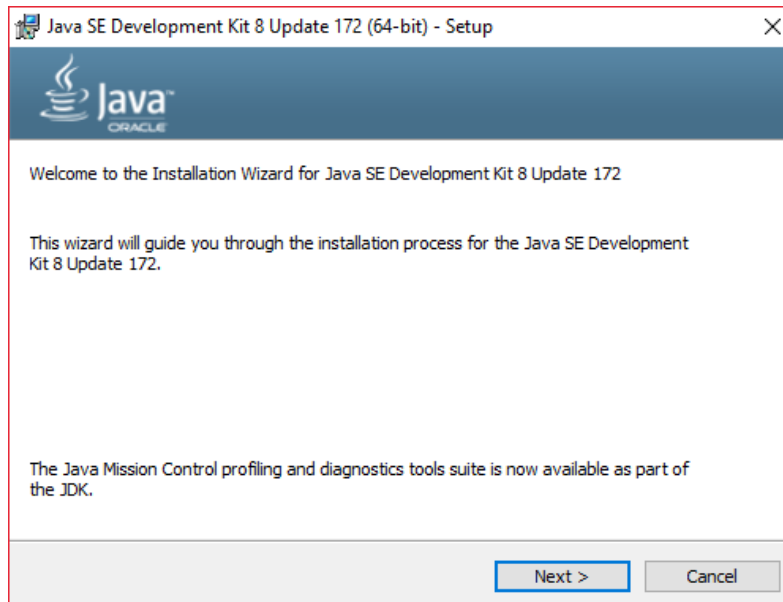 Java SE Development Kit 8 Update 172 (64-bit) - Setup
Java™
ORACLE
Welcome to the Installation Wizard for Java SE Development Kit 8 Update 172
This wizard will guide you through the installation process for the Java SE Development
Kit 8 Update 172.
The Java Mission Control profiling and diagnostics tools suite is now available as part of
the JDK.
Next >
Cancel